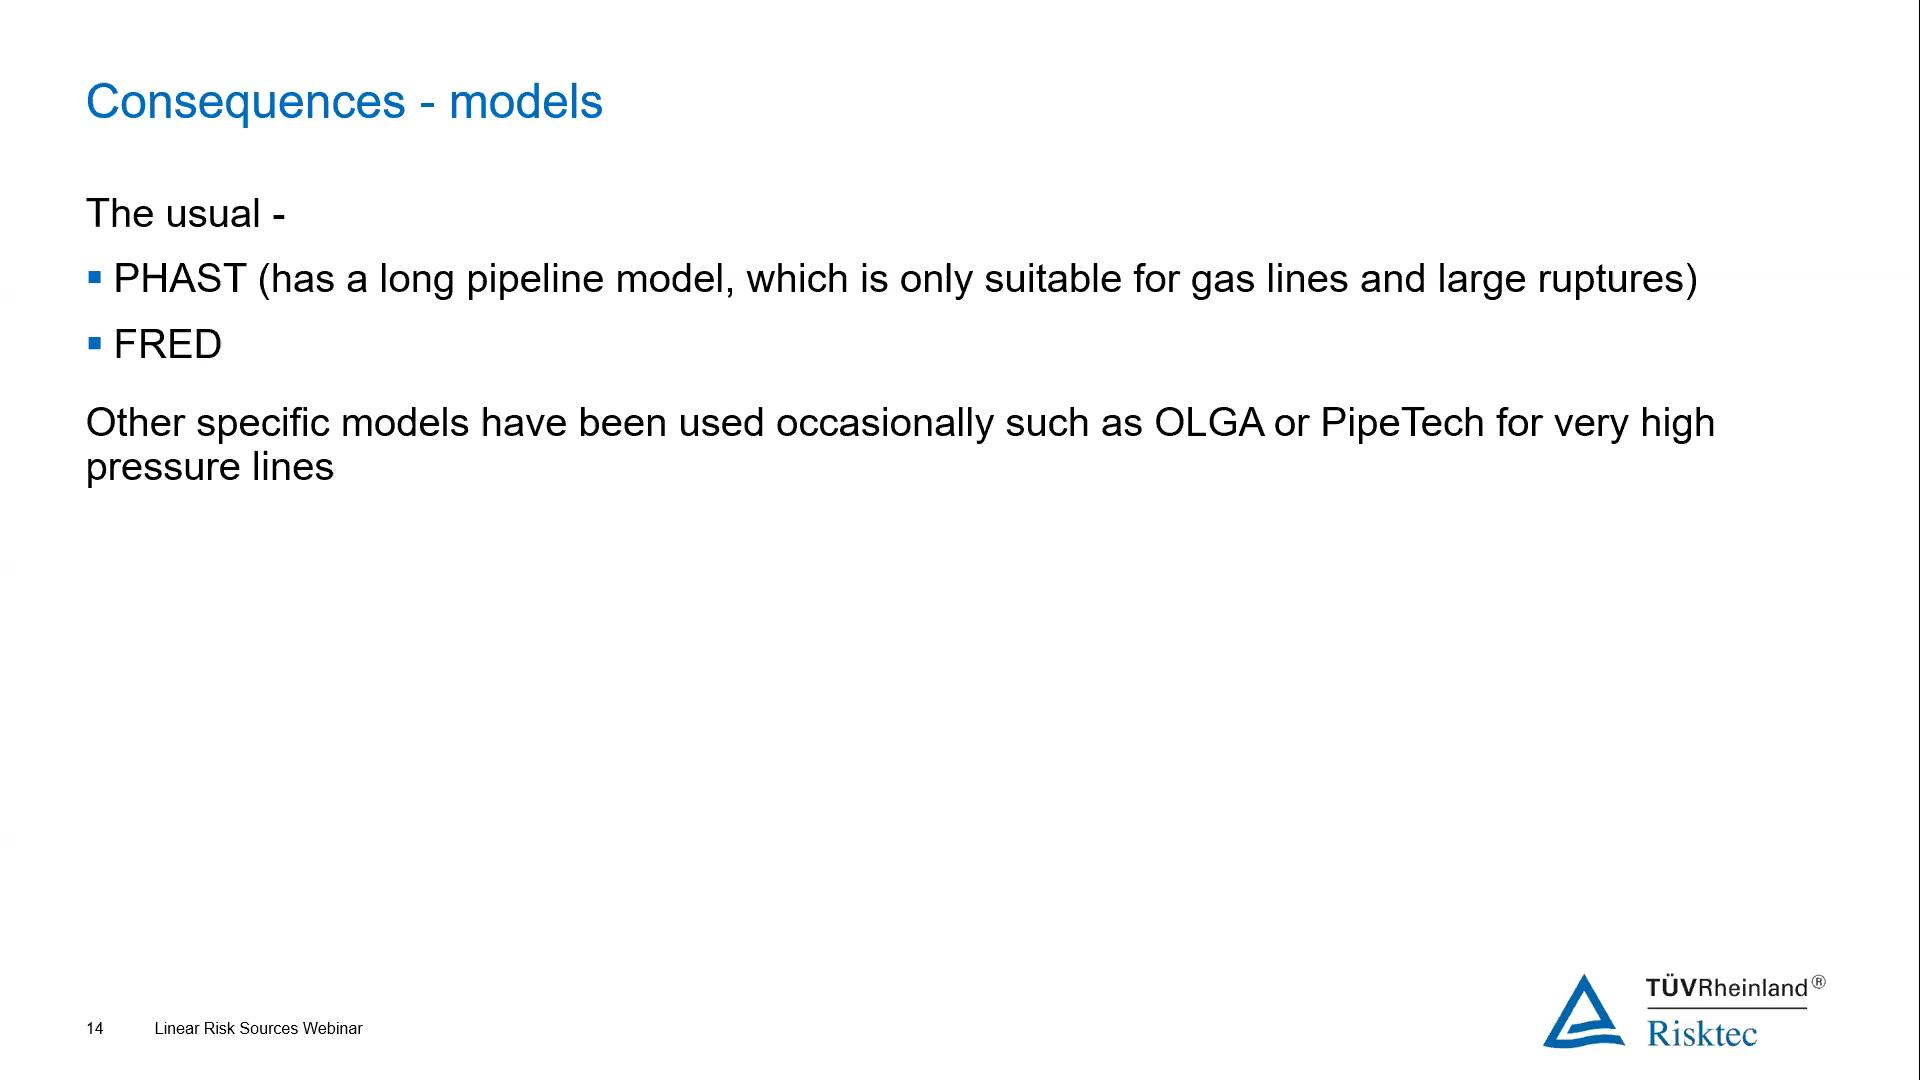 Consequences - models
The usual -
▪ PHAST (has a long pipeline model, which is only suitable for gas lines and large ruptures)
▪ FRED
Other specific models have been used occasionally such as OLGA or PipeTech for very high
pressure lines
14 Linear Risk Sources Webinar
TÜVRheinland®
Risktec